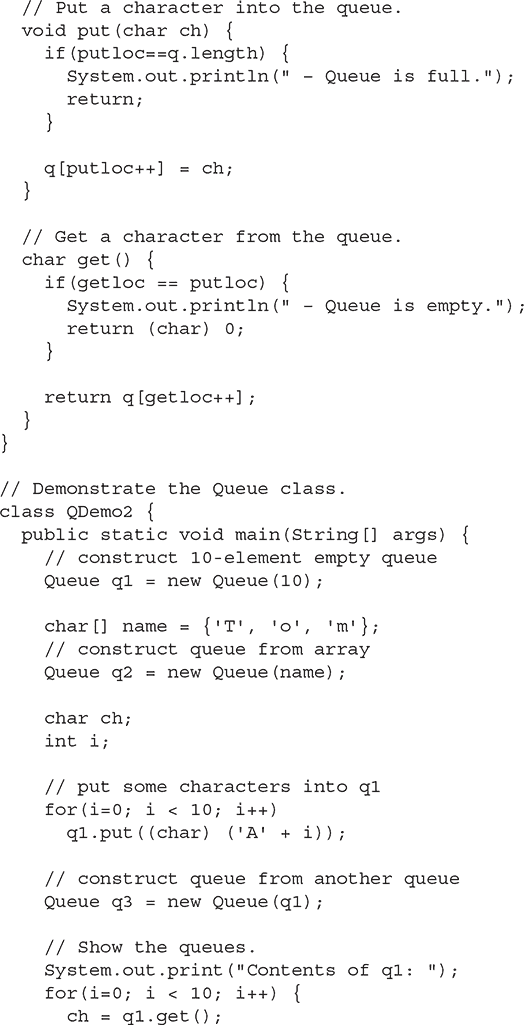 // Put a character into the queue.
  void put(char ch) {
    if(putloc==q.length) {
      System.out.println(" – Queue is full.");
      return;
    }

    q[putloc++] = ch;
  }

  // Get a character from the queue.
  char get() {
    if(getloc == putloc) {
      System.out.println(" – Queue is empty.");
      return (char) 0;
    }

    return q[getloc++];
  }
}

// Demonstrate the Queue class.
class QDemo2 {
  public static void main(String[] args) {
    // construct 10-element empty queue
    Queue q1 = new Queue(10);

    char[] name = {'T', 'o', 'm'};
    // construct queue from array
    Queue q2 = new Queue(name);

    char ch;
    int i;

    // put some characters into q1
    for(i=0; i < 10; i++)
      q1.put((char) ('A' + i));

    // construct queue from another queue
    Queue q3 = new Queue(q1);

    // Show the queues.
    System.out.print("Contents of q1: ");
    for(i=0; i < 10; i++) {
      ch = q1.get();